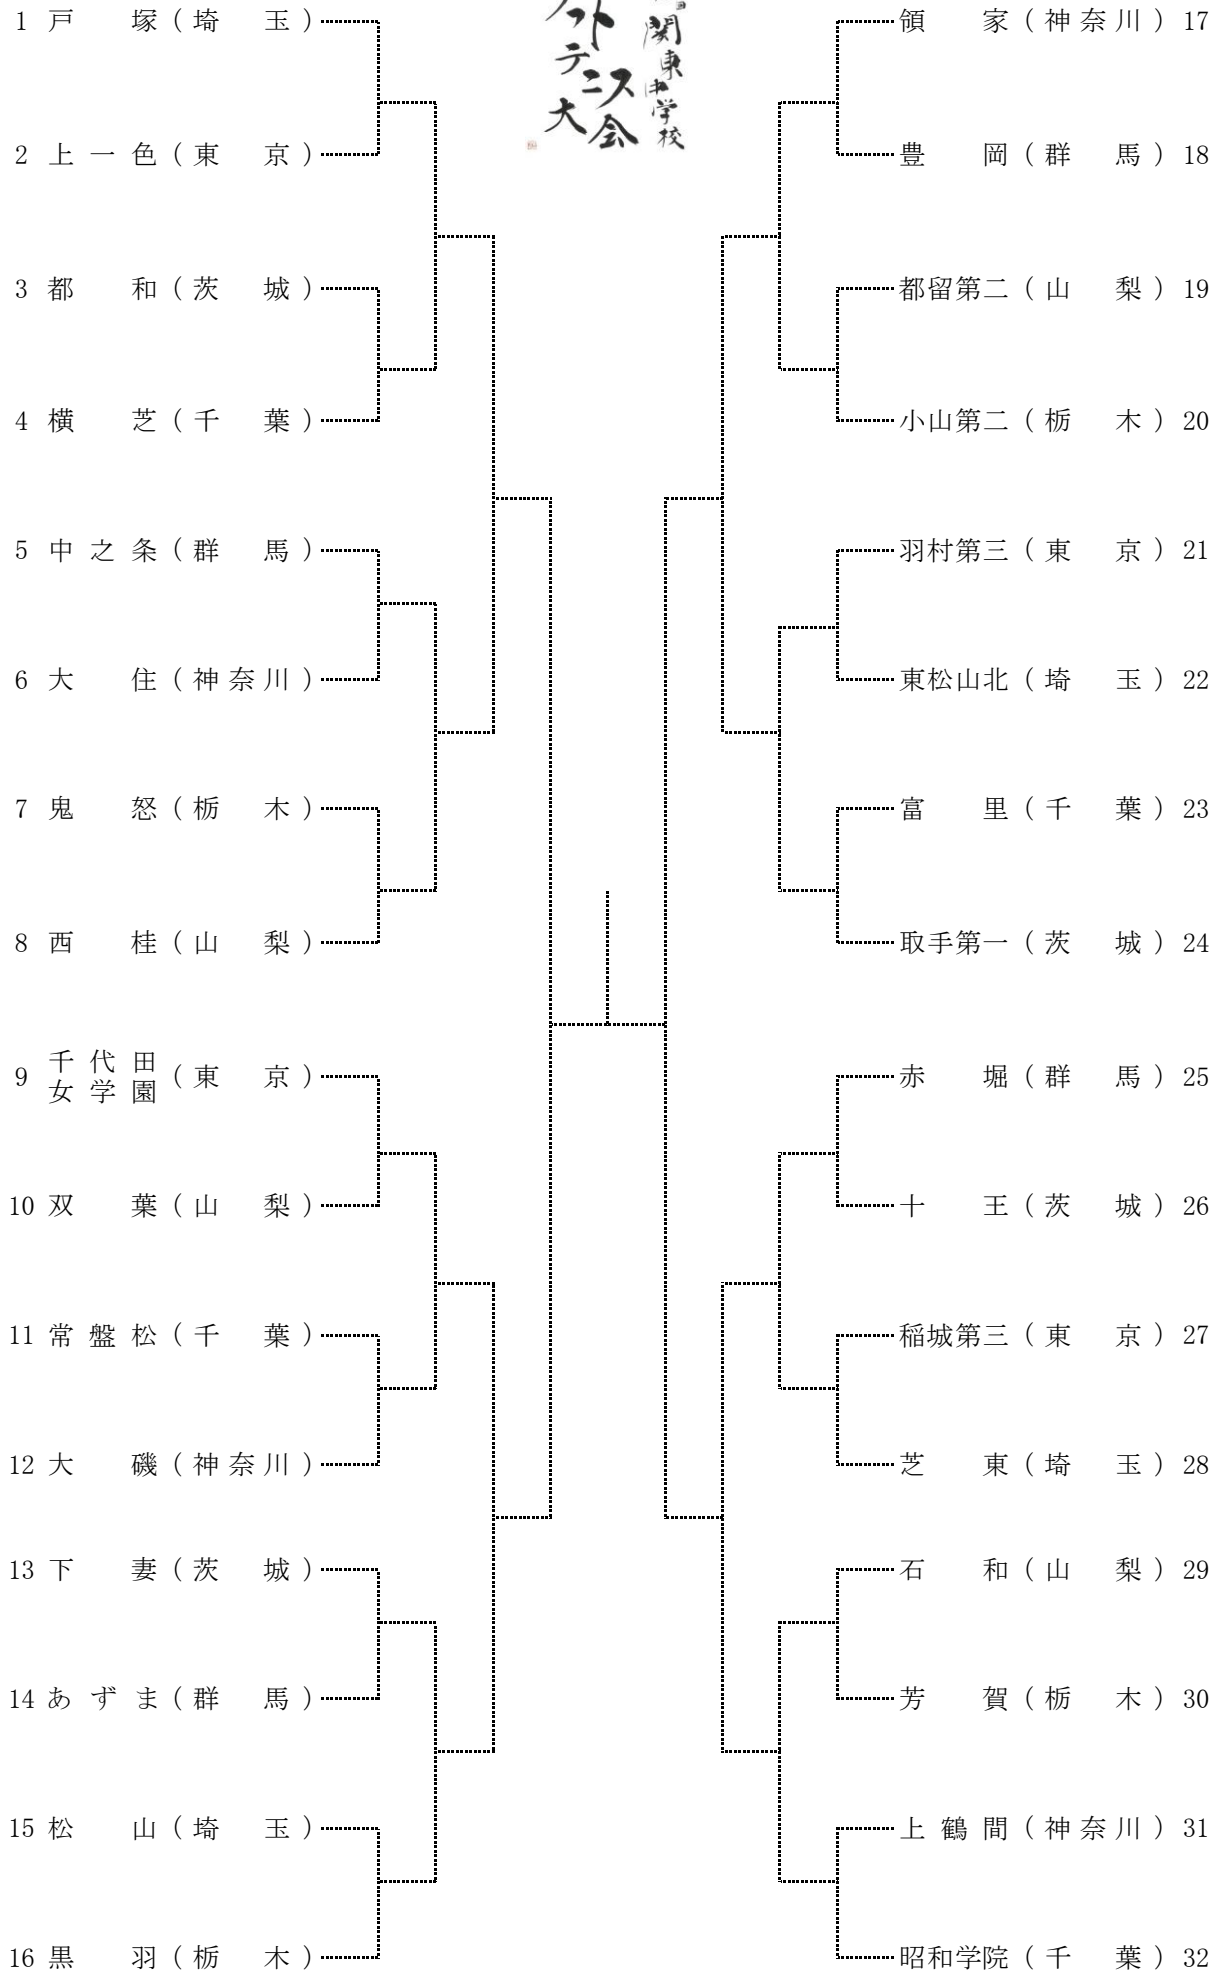 関東中学校
ソフト
テニス
大会
1 戸塚(埼玉)
2 上一色(東京)
3 都和(茨城)
4 横芝(千葉)
5 中之条(群馬)
6 大住(神奈川)
7 鬼怒(栃木)
8 西桂(山梨)
9 千代田女学園(東京)
10 双葉(山梨)
11 常盤松(千葉)
12 大磯(神奈川)
13 下妻(茨城)
14 あずま(群馬)
15 松山(埼玉)
16 黒羽(栃木)
領家(神奈川) 17
豊岡(群馬) 18
都留第二(山梨) 19
小山第二(栃木) 20
羽村第三(東京) 21
東松山北(埼玉) 22
富里(千葉) 23
取手第一(茨城) 24
赤堀(群馬) 25
十王(茨城) 26
稲城第三(東京) 27
芝東(埼玉) 28
石和(山梨) 29
芳賀(栃木) 30
上鶴間(神奈川) 31
昭和学院(千葉) 32